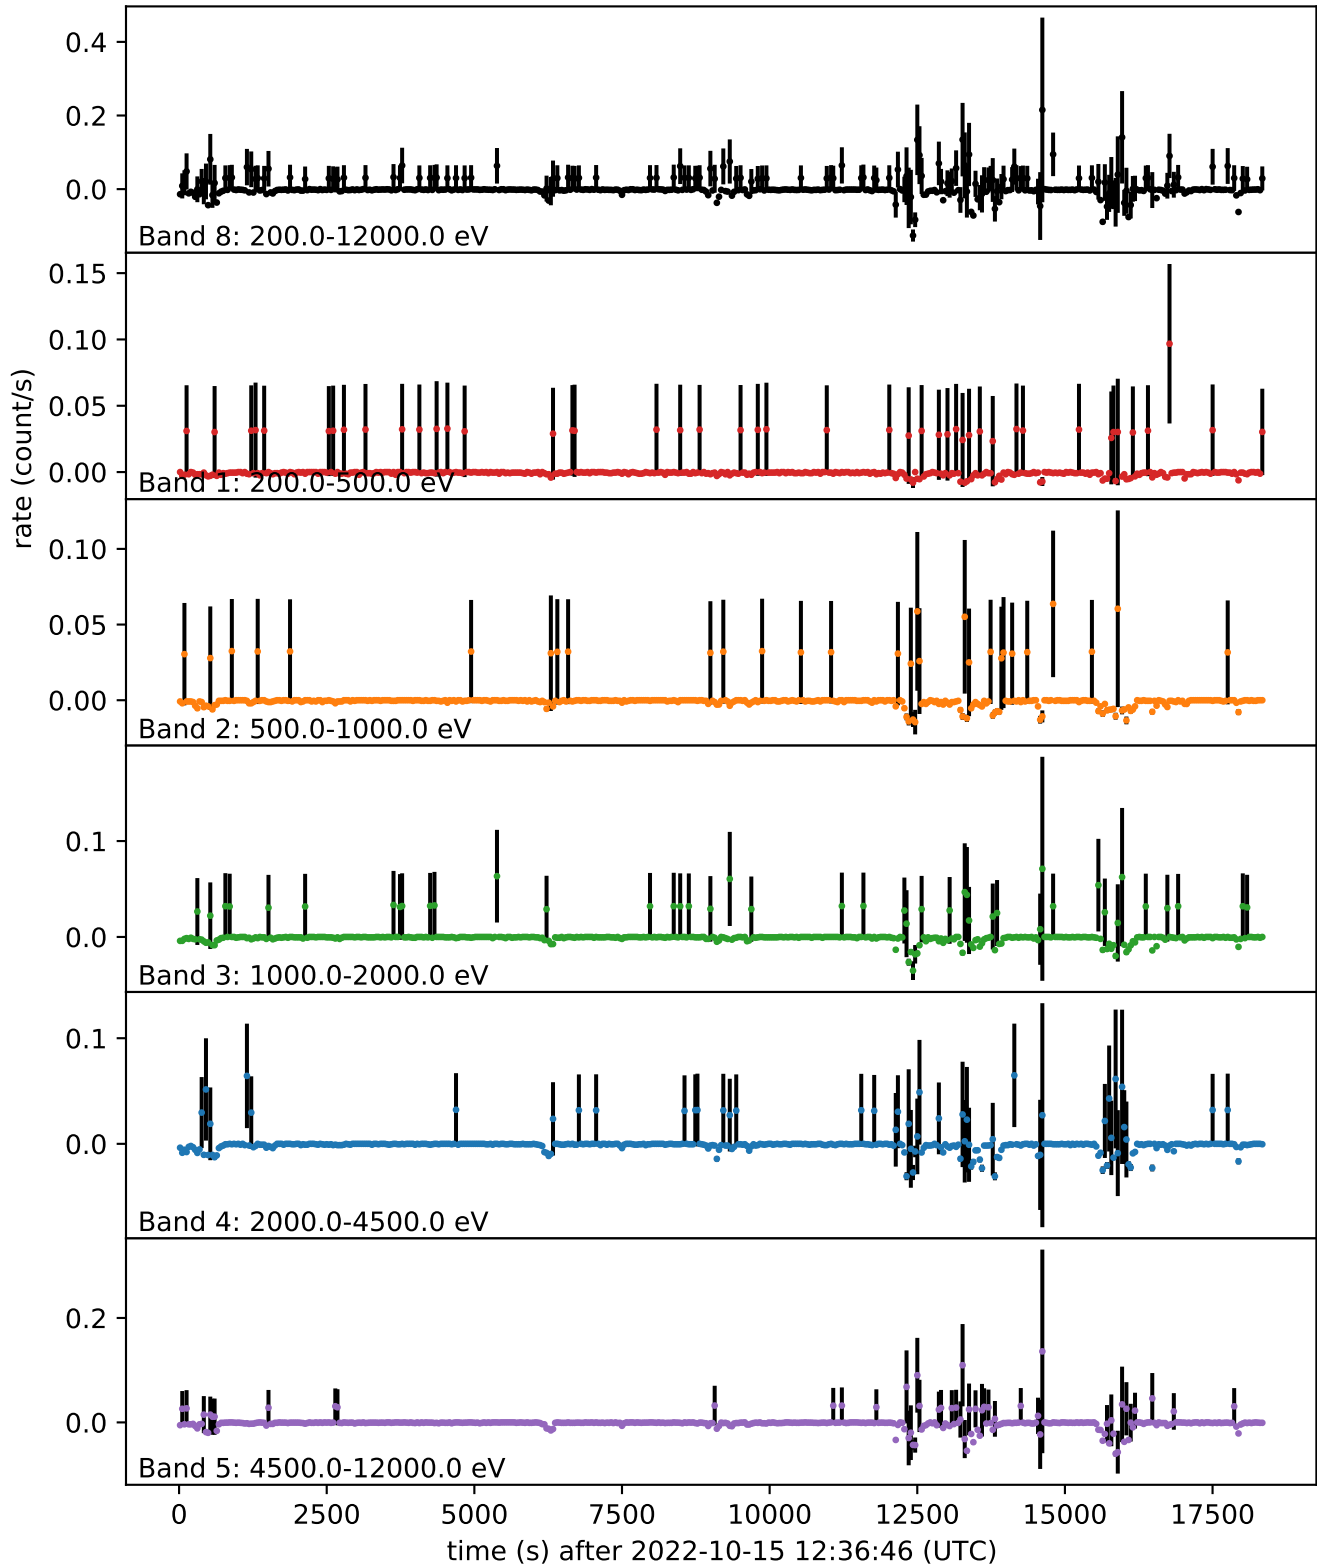 rate (count/s)
0.4
0.2
0.0
Band 8: 200.0-12000.0 eV
0.15
0.10
0.05
0.00
Band 1: 200.0-500.0 eV
0.10
0.05
0.00
Band 2: 500.0-1000.0 eV
0.1
0.0
Band 3: 1000.0-2000.0 eV
0.1
0.0
Band 4: 2000.0-4500.0 eV
0.2
0.0
Band 5: 4500.0-12000.0 eV
0 2500 5000 7500 10000 12500 15000 17500
time (s) after 2022-10-15 12:36:46 (UTC)